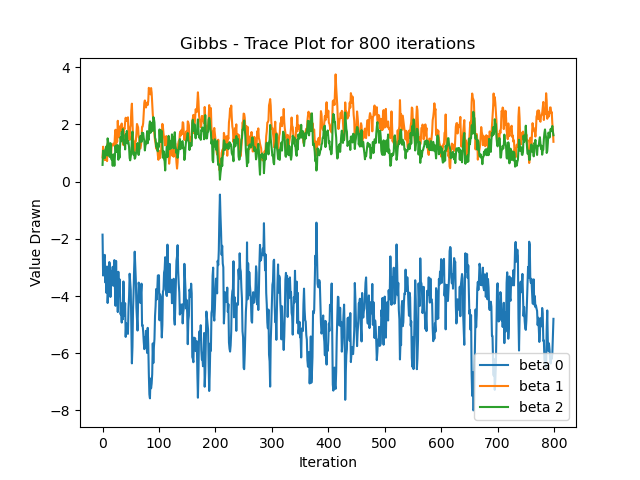 Gibbs - Trace Plot for 800 iterations
Value Drawn
4
2
0
−2
−4
−6
−8
0 100 200 300 400 500 600 700 800
Iteration
beta 0
beta 1
beta 2